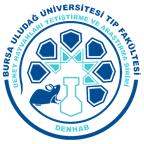 BURSA ULUDAĞ ÜNİVERSİTESİ TIP FAKÜLTESİ
DENEY HAYVANLARI YETİŞTİRME VE ARAŞTIRMA BİRİMİ
DENHAB